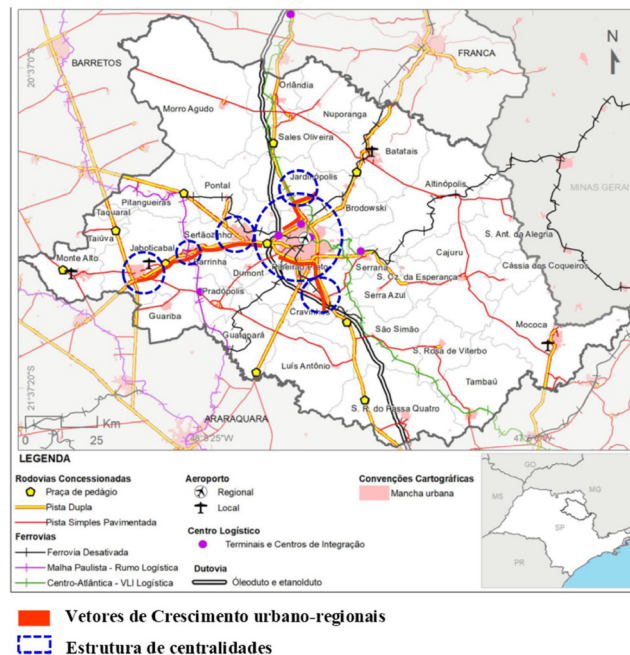 20°37'0"S
BARRETOS
FRANCA
N
Orlândia
Morro Agudo
Nuporanga
Sales Oliveira
Batatais
MINAS GERAI
Jardinópolis
Pitangueiras
Pontal
Altinópolis
Brodowski
Taquaral
Sertãozinho
S. Ant. da Alegria
Taiúva
Jaboticabal
Cajuru
Monte Alto
Barrinha
Ribeirão Preto
Serrana
Cássia dos Coqueiros
Dumont
S. Cz. da Esperança
Pradópolis
Serra Azul
Guariba
Cravinhos
Mococa
Guatapará
São Simão
S. Rosa de Viterbo
Luís Antônio
Tambaú
21°37'20"S
S. R. do Passa Quatro
ARARAQUARA
0 25
Km
LEGENDA
Rodovias Concessionadas
Praça de pedágio
Pista Dupla
Pista Simples Pavimentada
Ferrovias
Ferrovia Desativada
Malha Paulista - Rumo Logística
Centro-Atlântica - VLI Logística
Aeroporto
Regional
Local
Centro Logístico
Terminais e Centros de Integração
Dutovia
Óleoduto e etanolduto
Convenções Cartográficas
Mancha urbana
GO
MS
MG
SP
PR
Vetores de Crescimento urbano-regionais
Estrutura de centralidades